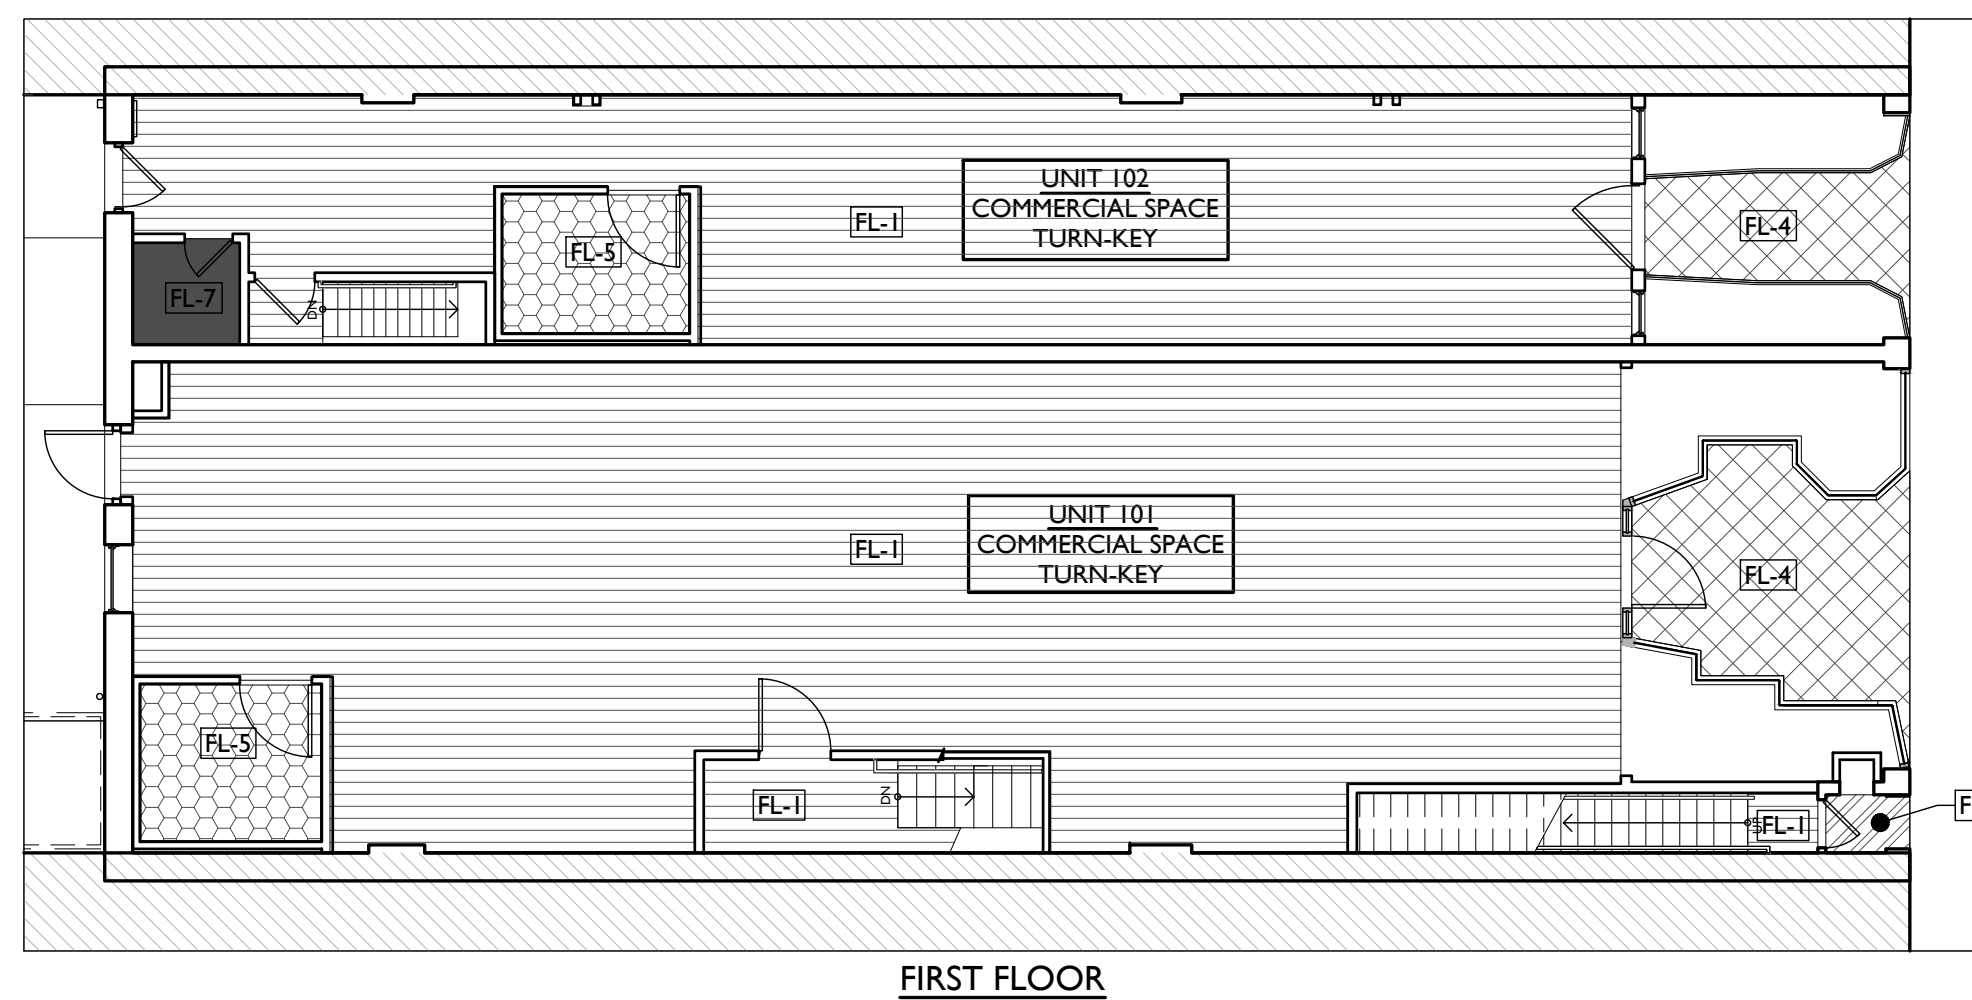 UNIT 102
COMMERCIAL SPACE
TURN-KEY
FL-1
FL-4
FL-5
FL-7
DN
UNIT 101
COMMERCIAL SPACE
TURN-KEY
FL-1
FL-4
FL-5
FL-1
DN
UP
FL-1
F
FIRST FLOOR